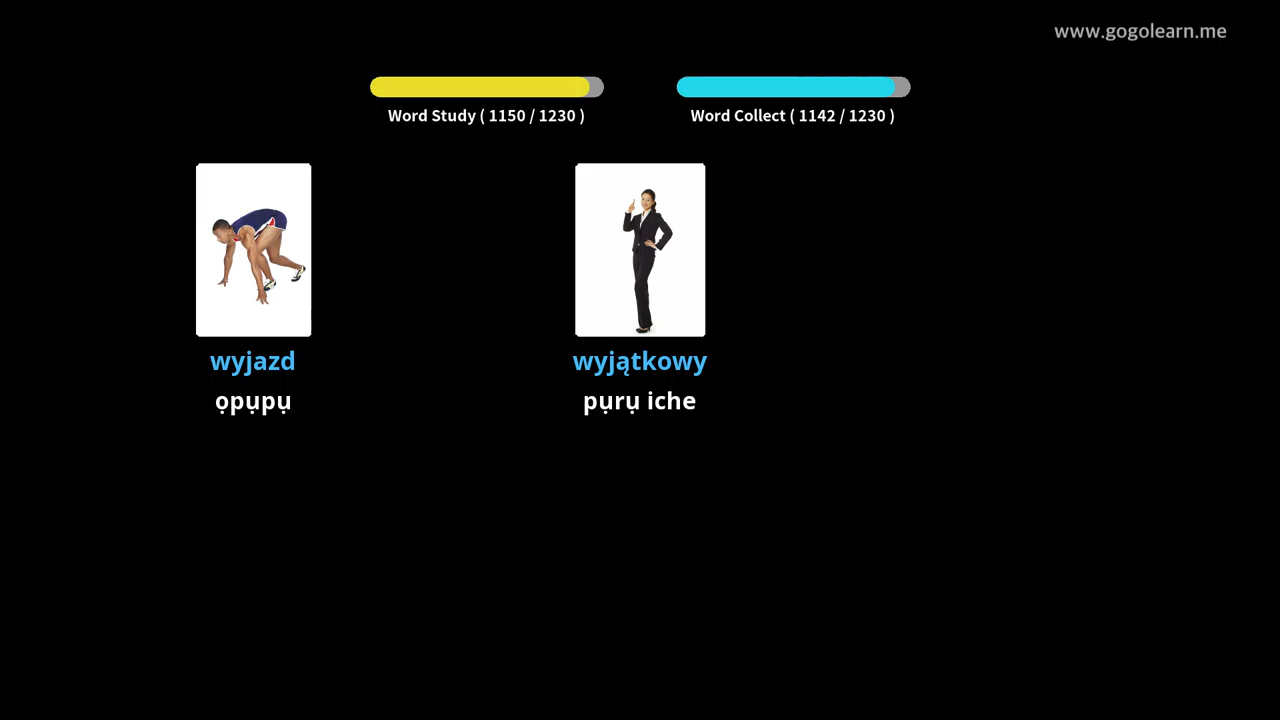 www.gogolearn.me
Word Study ( 1150 / 1230 )
Word Collect ( 1142 / 1230 )
wyjazd
ọpụpụ
wyjątkowy
pụrụ iche